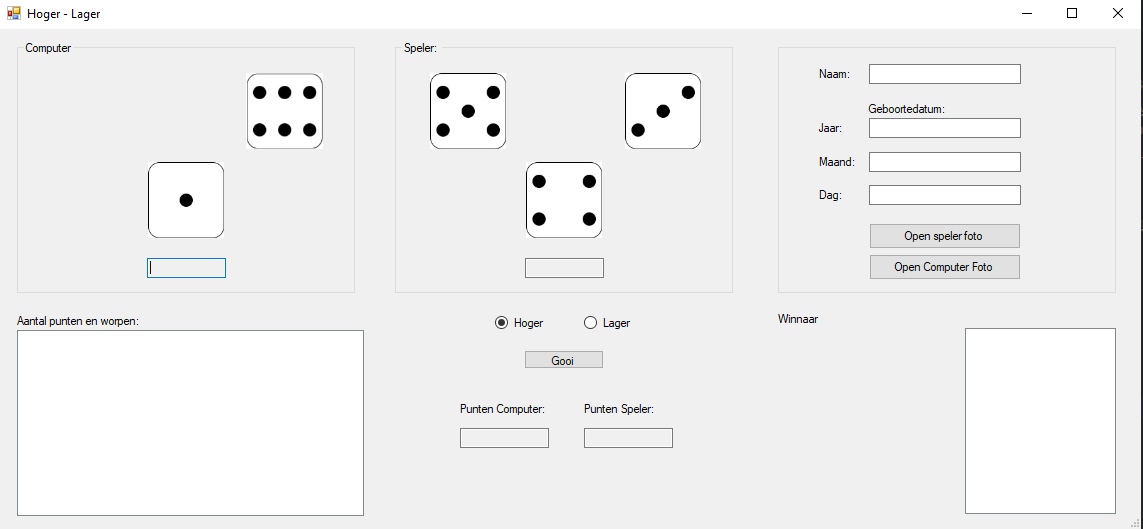 Hoger - Lager
Computer
Speler:
Naam:
Geboortedatum:
Jaar:
Maand:
Dag:
Open speler foto
Open Computer Foto
Aantal punten en worpen:
Hoger
Lager
Gooi
Punten Computer:
Punten Speler:
Winnaar